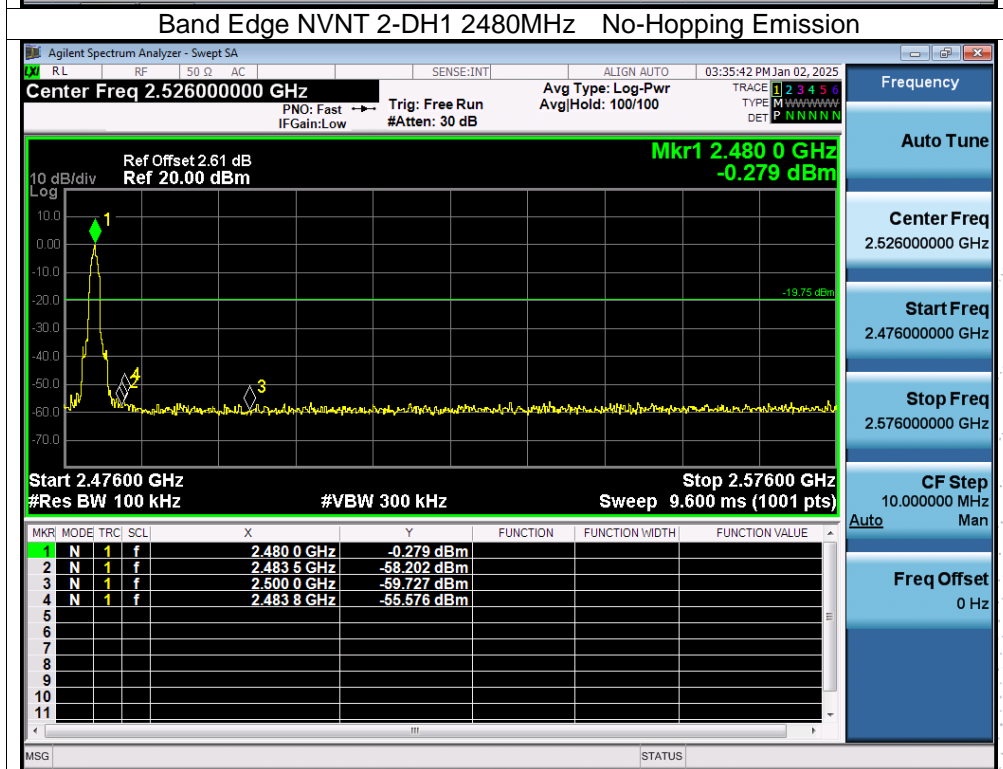 Band Edge NVNT 2-DH1 2480MHz No-Hopping Emission
Agilent Spectrum Analyzer - Swept SA
LXI RL RF 50 Ω AC SENSE:INT ALIGN AUTO 03:35:42 PM Jan 02, 2025
Center Freq 2.526000000 GHz
PNO: Fast
IFGain:Low
Trig: Free Run
#Atten: 30 dB
Avg Type: Log-Pwr
Avg|Hold: 100/100
TRACE 1 2 3 4 5 6
TYPE M WWWWW
DET P N N N N N
Frequency
Auto Tune
Center Freq
2.526000000 GHz
Start Freq
2.476000000 GHz
Stop Freq
2.576000000 GHz
CF Step
10.000000 MHz
Auto Man
Freq Offset
0 Hz
Mkr1 2.480 0 GHz
-0.279 dBm
Ref Offset 2.61 dB
10 dB/div Ref 20.00 dBm
Log
10.0
0.00
-10.0
-20.0
-30.0
-40.0
-50.0
-60.0
-70.0
1
-19.75 dBm
4
2
3
Start 2.47600 GHz Stop 2.57600 GHz
#Res BW 100 kHz #VBW 300 kHz Sweep 9.600 ms (1001 pts)
MKR MODE TRC SCL X Y FUNCTION FUNCTION WIDTH FUNCTION VALUE
1 N 1 f 2.480 0 GHz -0.279 dBm
2 N 1 f 2.483 5 GHz -58.202 dBm
3 N 1 f 2.500 0 GHz -59.727 dBm
4 N 1 f 2.483 8 GHz -55.576 dBm
5
6
7
8
9
10
11
MSG STATUS